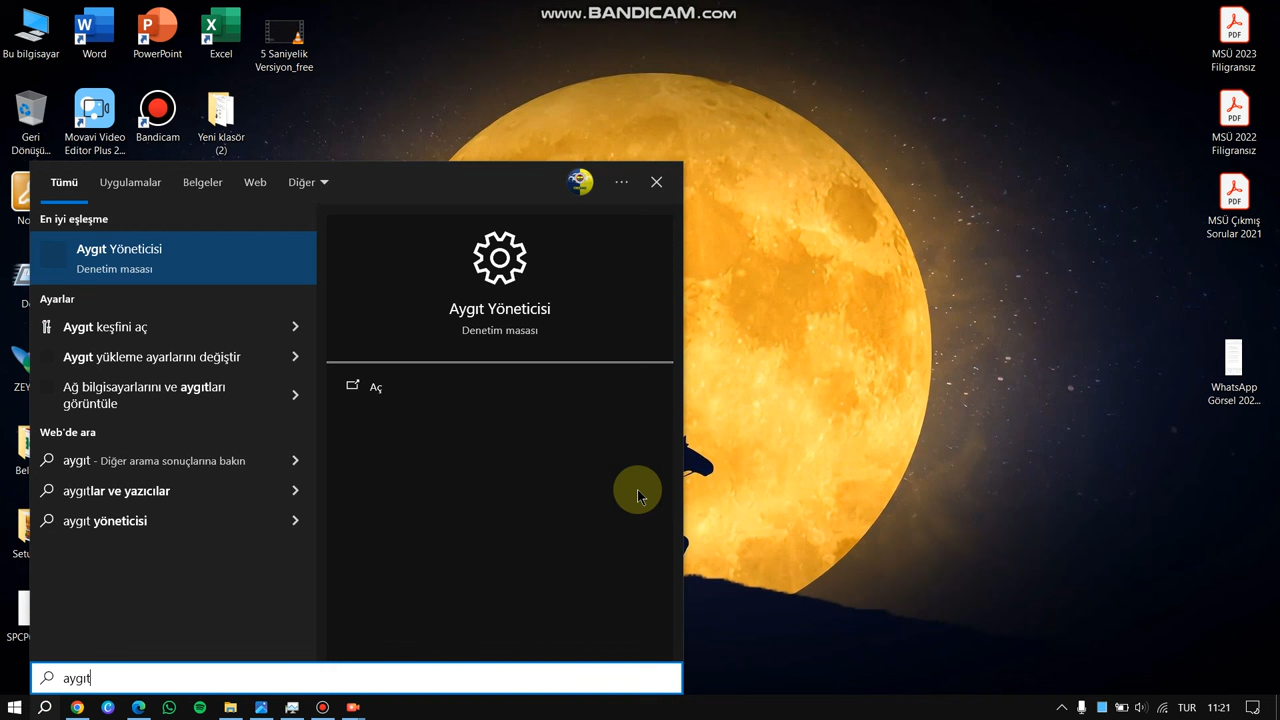 www.BANDICAM.com
Bu bilgisayar
Word
PowerPoint
Excel
5 Saniyelik
Versiyon_free
Geri
Dönüşü...
Movavi Video
Editor Plus 2...
Bandicam
Yeni klasör
(2)
MSÜ 2023
Filigransız
MSÜ 2022
Filigransız
MSÜ Çıkmış
Sorular 2021
WhatsApp
Görsel 202...
Tümü
Uygulamalar
Belgeler
Web
Diğer
En iyi eşleşme
Aygıt Yöneticisi
Denetim masası
Ayarlar
Aygıt keşfini aç
Aygıt yükleme ayarlarını değiştir
Ağ bilgisayarlarını ve aygıtları
görüntüle
Web'de ara
aygıt - Diğer arama sonuçlarına bakın
aygıtlar ve yazıcılar
aygıt yöneticisi
Aygıt Yöneticisi
Denetim masası
Aç
aygıt
TUR
11:21